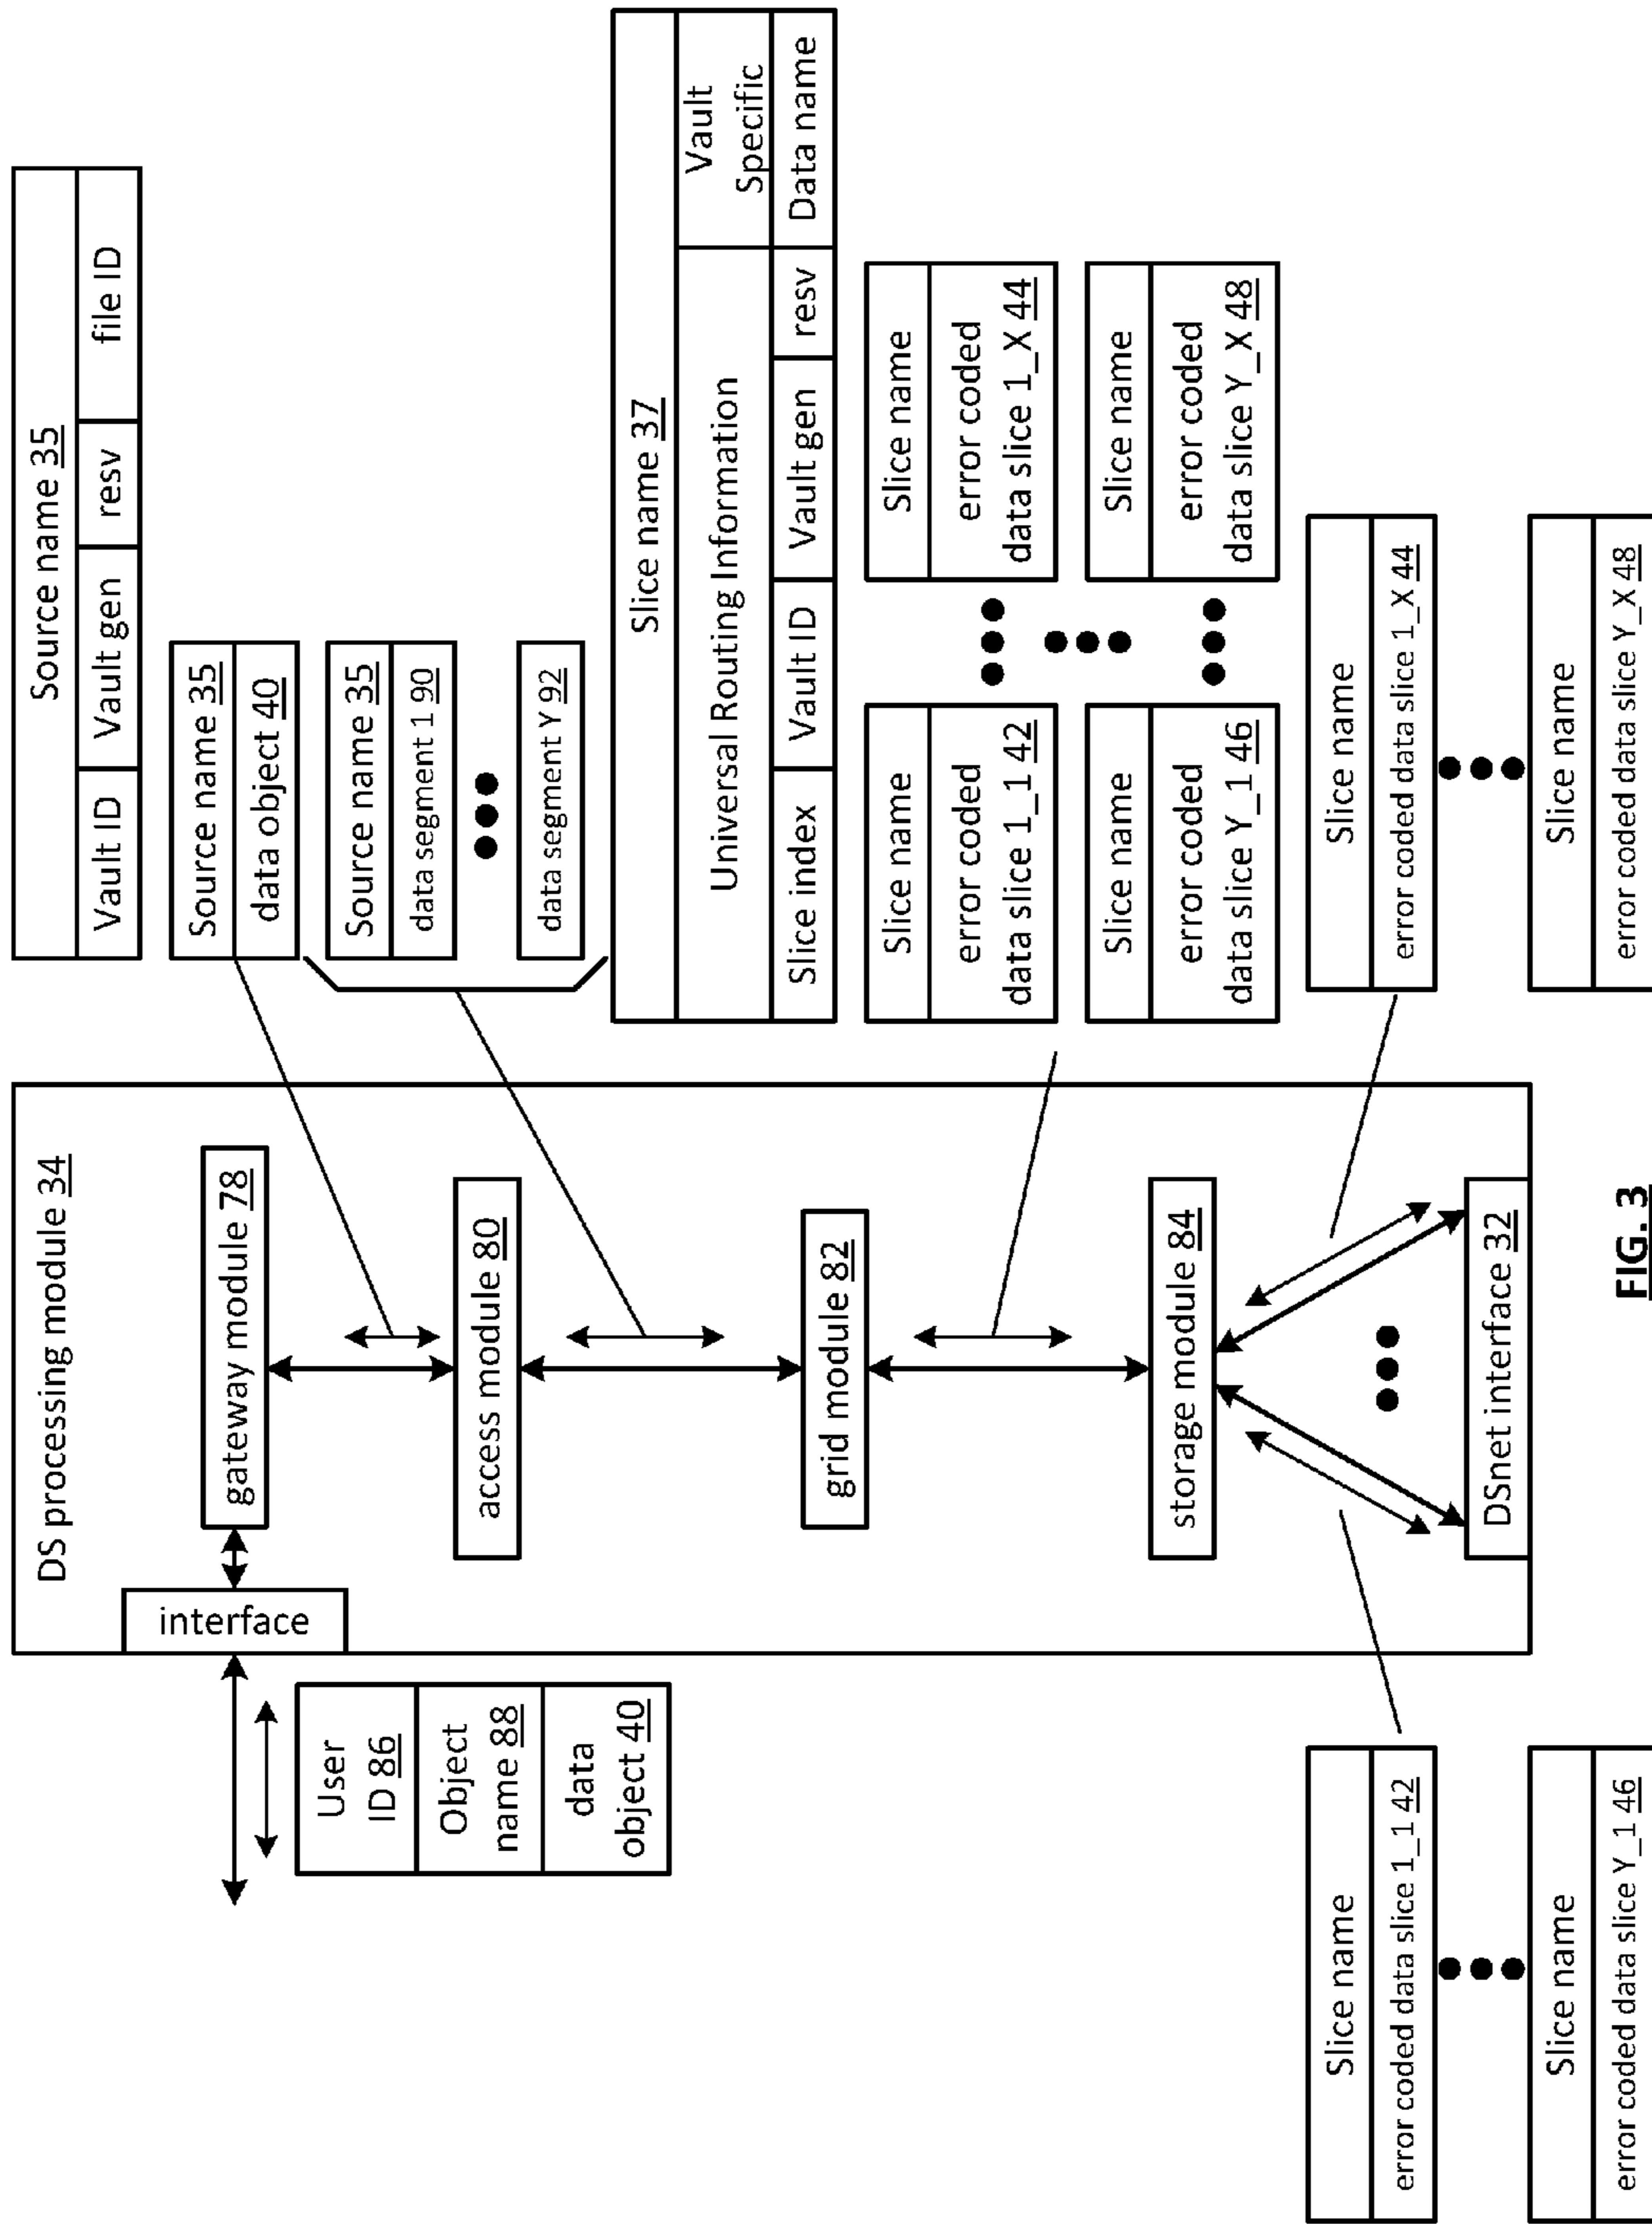 DS processing module 34
interface
gateway module 78
access module 80
grid module 82
storage module 84
DSnet interface 32
User
ID 86
Object
name 88
data
object 40
Source name 35
Vault ID
Vault gen
resv
file ID
Source name 35
data object 40
Source name 35
data segment 1 90
data segment Y 92
Slice name 37
Universal Routing Information
Vault
Specific
Slice index
Vault ID
Vault gen
resv
Data name
Slice name
error coded
data slice 1_1 42
Slice name
error coded
data slice 1_X 44
Slice name
error coded
data slice Y_1 46
Slice name
error coded
data slice Y_X 48
Slice name
error coded data slice 1_1 42
Slice name
error coded data slice Y_1 46
Slice name
error coded data slice 1_X 44
Slice name
error coded data slice Y_X 48
FIG. 3